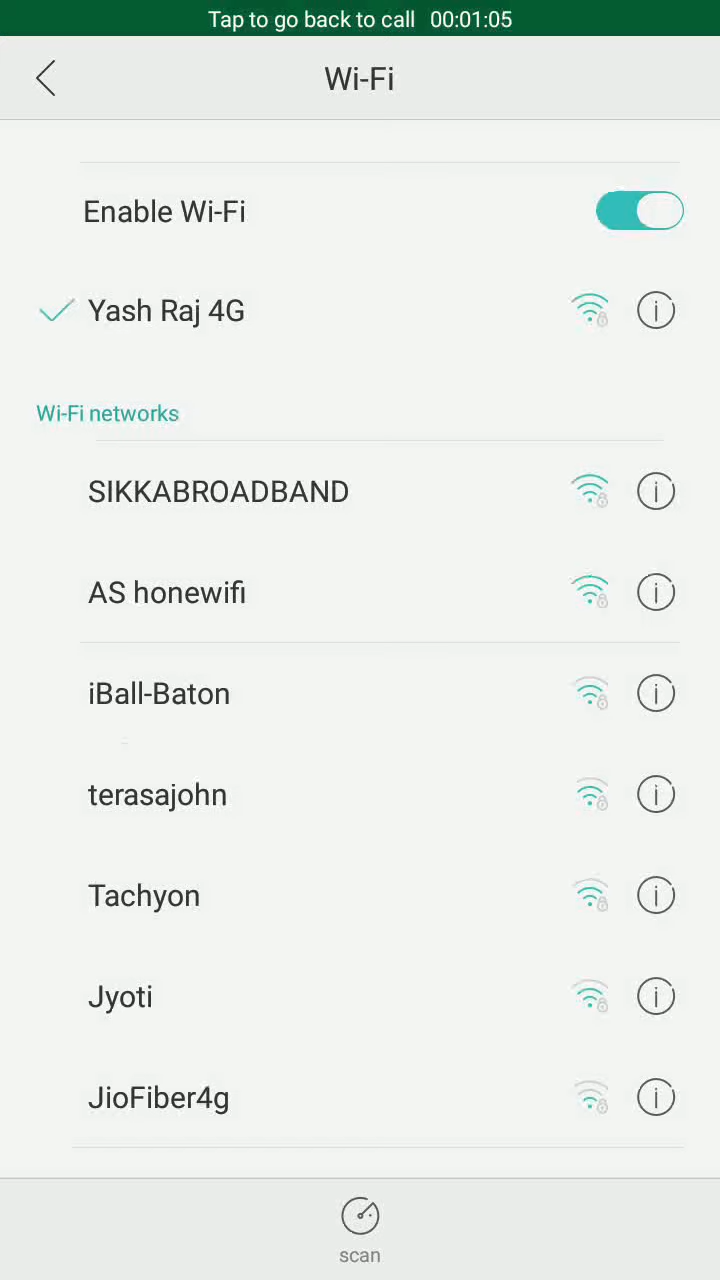 Tap to go back to call 00:01:05
Wi-Fi
Enable Wi-Fi
Yash Raj 4G
Wi-Fi networks
SIKKABROADBAND
AS honewifi
iBall-Baton
terasajohn
Tachyon
Jyoti
JioFiber4g
scan